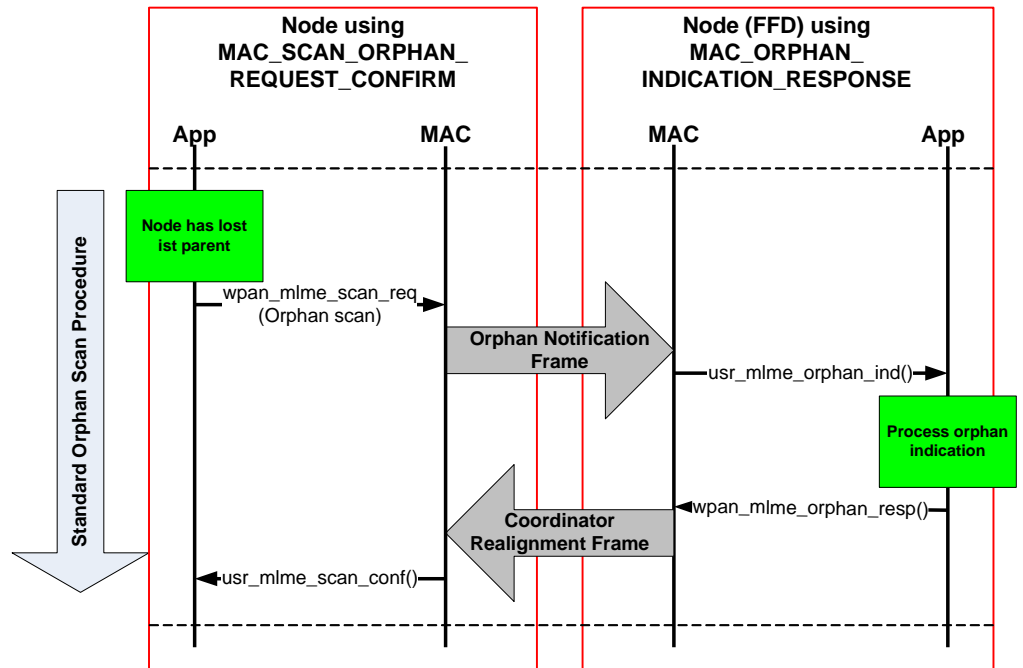 Node using
MAC_SCAN_ORPHAN_
REQUEST_CONFIRM
Node (FFD) using
MAC_ORPHAN_
INDICATION_RESPONSE
App
MAC
MAC
App
Standard Orphan Scan Procedure
Node has lost
ist parent
wpan_mlme_scan_req
(Orphan scan)
Orphan Notification
Frame
usr_mlme_orphan_ind()
Process orphan
indication
wpan_mlme_orphan_resp()
Coordinator
Realignment Frame
usr_mlme_scan_conf()